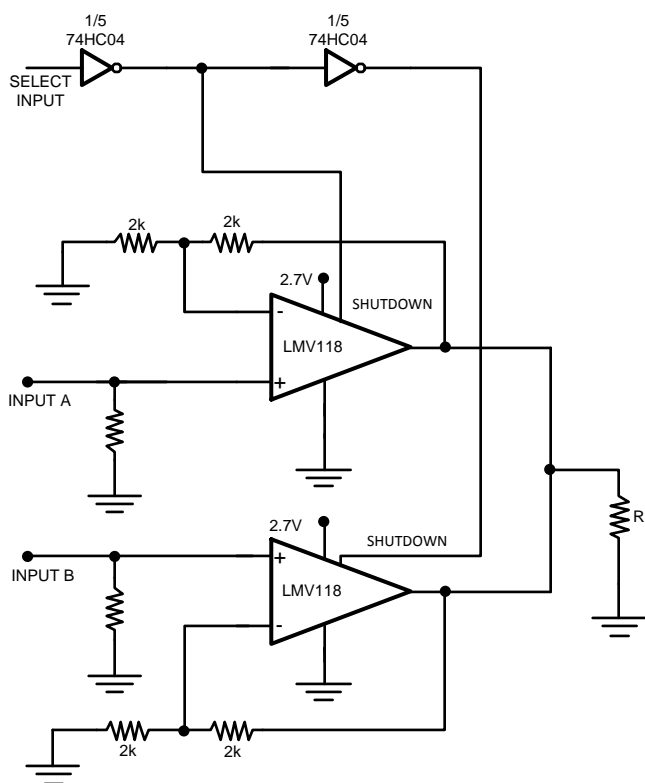 1/5
74HC04
1/5
74HC04
SELECT
INPUT
2k
2k
2.7V
SHUTDOWN
-
LMV118
+
INPUT A
2.7V
SHUTDOWN
INPUT B
+
LMV118
-
R
2k
2k